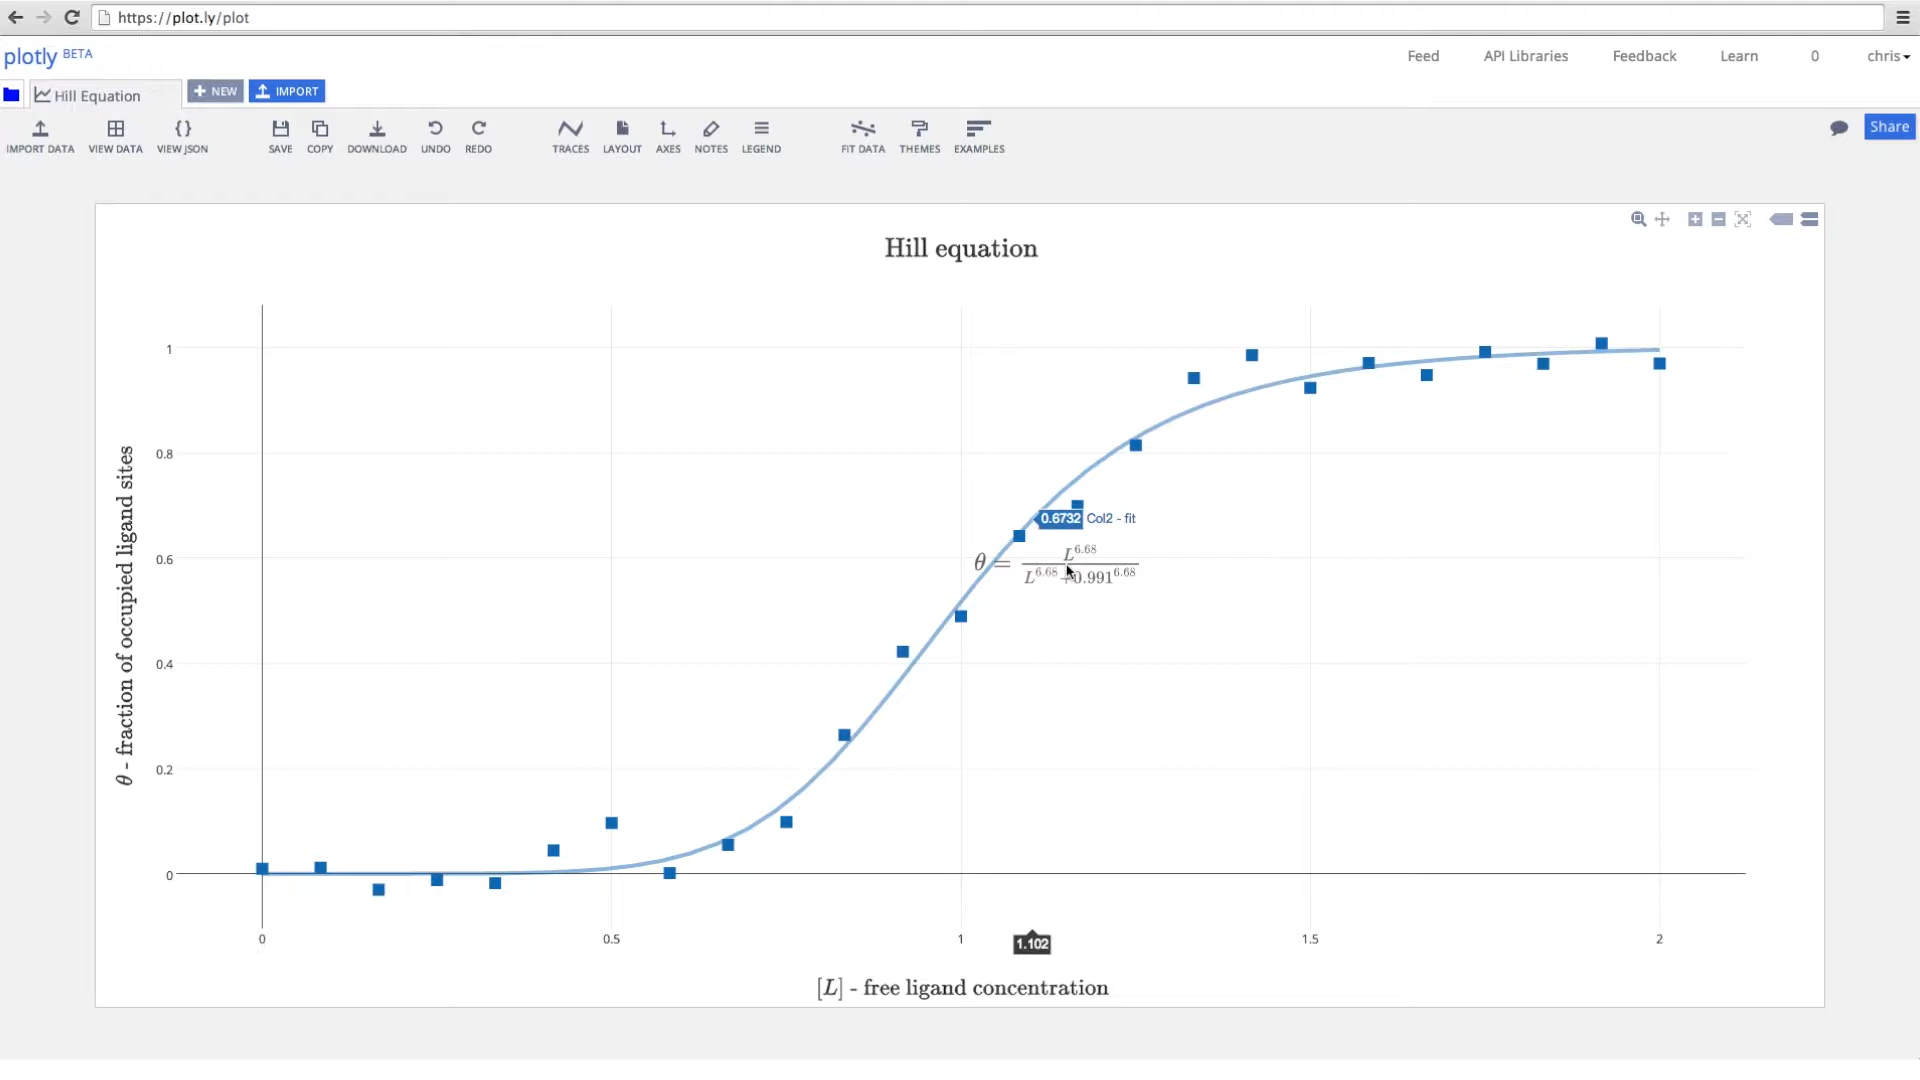 https://plot.ly/plot
plotly BETA
Feed API Libraries Feedback Learn 0 chris
Hill Equation
NEW IMPORT
IMPORT DATA VIEW DATA VIEW JSON SAVE COPY DOWNLOAD UNDO REDO TRACES LAYOUT AXES NOTES LEGEND FIT DATA THEMES EXAMPLES
Share
Hill equation
θ - fraction of occupied ligand sites
1
0.8
0.6
0.4
0.2
0
0.6732 Col2 - fit
θ = L^6.68 / L^6.68 + 0.991^6.68
0 0.5 1 1.102 1.5 2
[L] - free ligand concentration